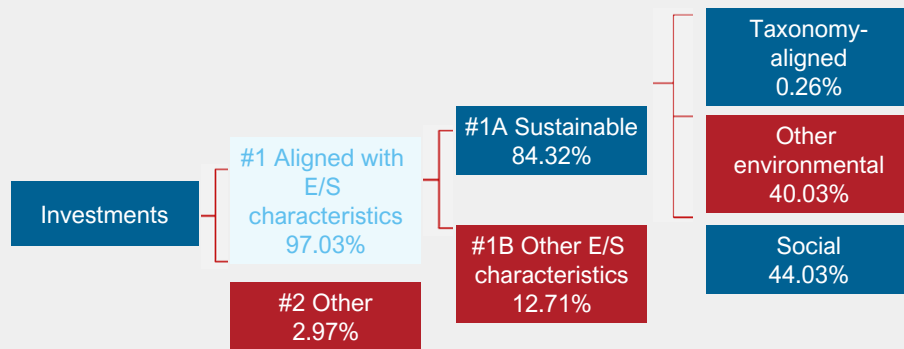 Investments
#1 Aligned with
E/S
characteristics
97.03%
#2 Other
2.97%
#1A Sustainable
84.32%
#1B Other E/S
characteristics
12.71%
Taxonomy-
aligned
0.26%
Other
environmental
40.03%
Social
44.03%